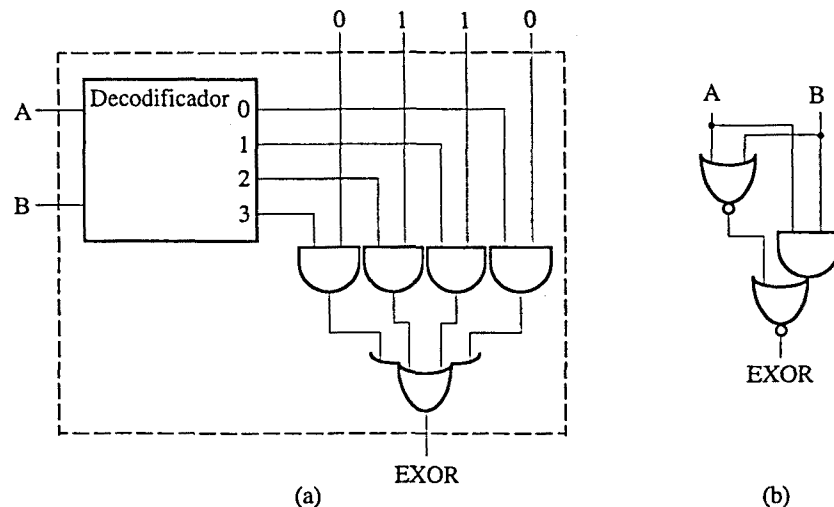 0 1 1 0
Decodificador
A
0
1
2
B
3
EXOR
(a)
A B
EXOR
(b)